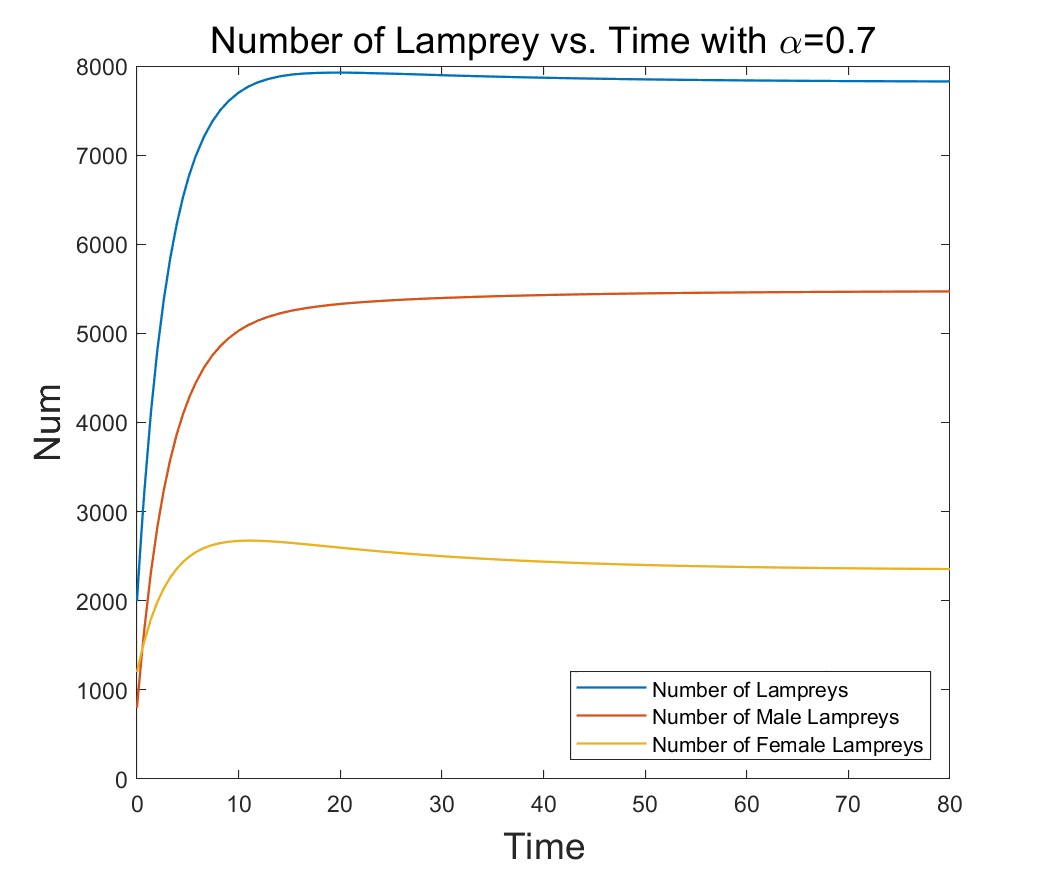 Number of Lamprey vs. Time with α=0.7
8000
7000
6000
5000
4000
3000
2000
1000
0
Num
Number of Lampreys
Number of Male Lampreys
Number of Female Lampreys
0 10 20 30 40 50 60 70 80
Time